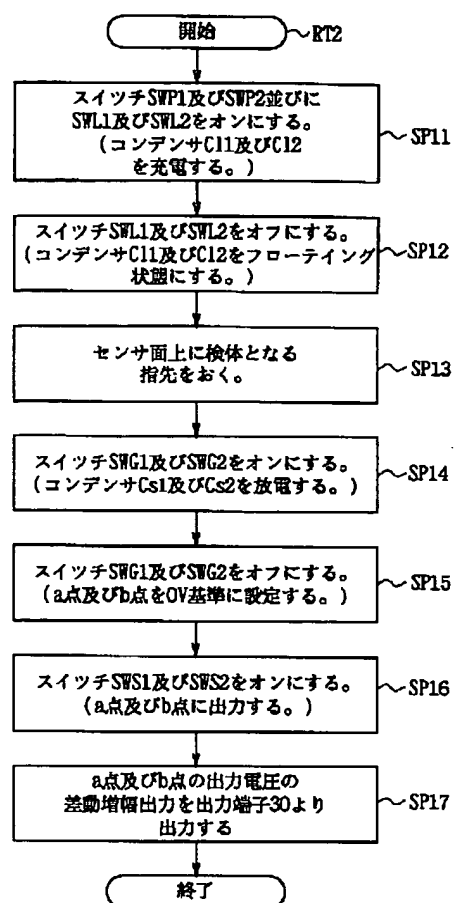 開始
RT2
スイッチSWP1及びSWP2並びに
SWL1及びSWL2をオンにする。
(コンデンサCl1及びCl2
を充電する。)
SP11
スイッチSWL1及びSWL2をオフにする。
(コンデンサCl1及びCl2をフローテイング
状態にする。)
SP12
センサ面上に検体となる
指先をおく。
SP13
スイッチSWG1及びSWG2をオンにする。
(コンデンサCs1及びCs2を放電する。)
SP14
スイッチSWG1及びSWG2をオフにする。
(a点及びb点を0V基準に設定する。)
SP15
スイッチSWS1及びSWS2をオンにする。
(a点及びb点に出力する。)
SP16
a点及びb点の出力電圧の
差動増幅出力を出力端子30より
出力する
SP17
終了